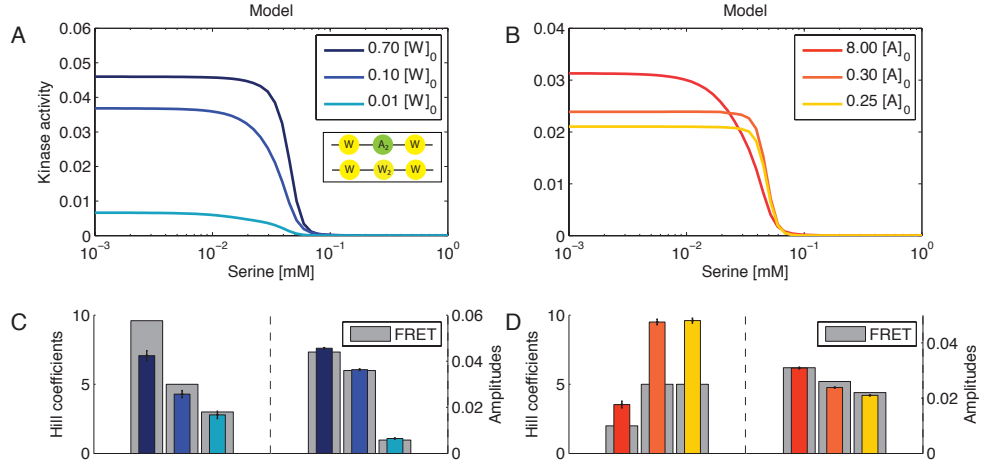 Model
A
0.06
0.05
0.04
0.03
0.02
0.01
0
Kinase activity
0.70 [W]₀
0.10 [W]₀
0.01 [W]₀
W A₂ W
W W₂ W
10⁻³ 10⁻² 10⁻¹ 10⁰
Serine [mM]
Model
B
0.04
0.03
0.02
0.01
0
8.00 [A]₀
0.30 [A]₀
0.25 [A]₀
10⁻³ 10⁻² 10⁻¹ 10⁰
Serine [mM]
C
10
5
0
Hill coefficients
FRET
0.06
0.04
0.02
0
Amplitudes
D
10
5
0
Hill coefficients
FRET
0.04
0.02
0
Amplitudes